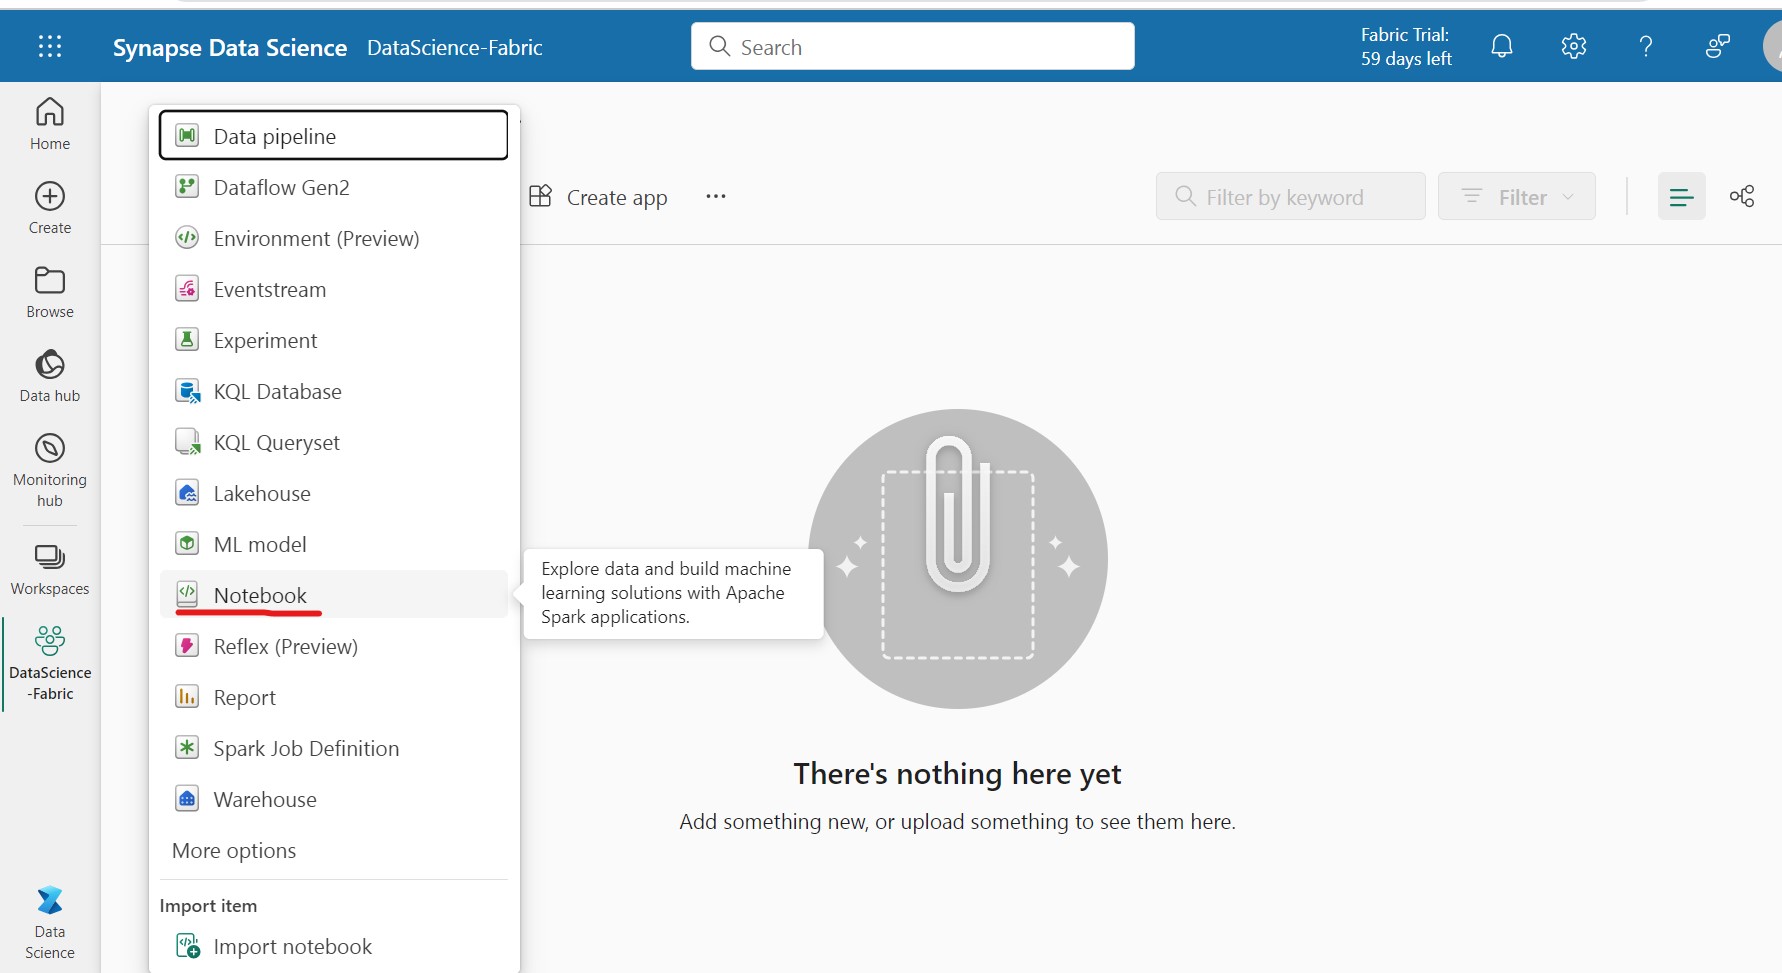 Synapse Data Science DataScience-Fabric
Search
Fabric Trial:
59 days left
Home
Create
Browse
Data hub
Monitoring
hub
Workspaces
DataScience
-Fabric
Data
Science
Data pipeline
Dataflow Gen2
Environment (Preview)
Eventstream
Experiment
KQL Database
KQL Queryset
Lakehouse
ML model
Notebook
Reflex (Preview)
Report
Spark Job Definition
Warehouse
More options
Import item
Import notebook
Explore data and build machine
learning solutions with Apache
Spark applications.
Create app
Filter by keyword
Filter
There's nothing here yet
Add something new, or upload something to see them here.